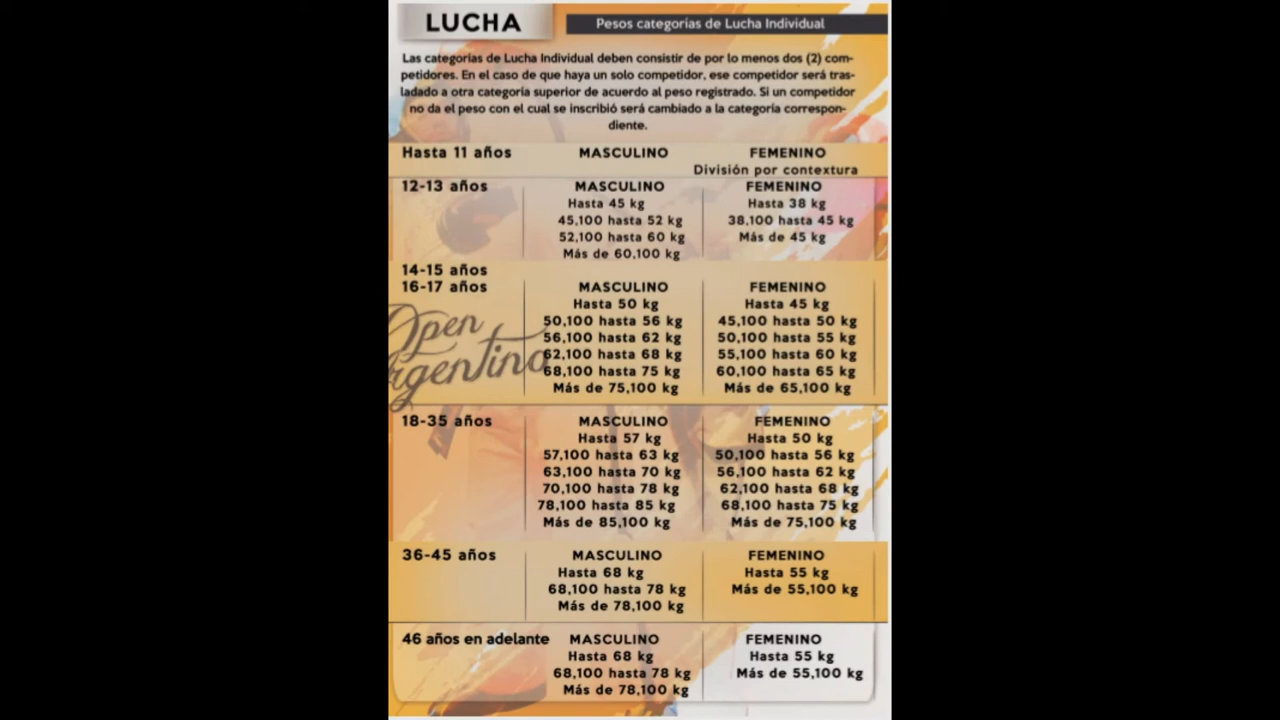 LUCHA
Pesos categorías de Lucha Individual
Las categorías de Lucha Individual deben consistir de por lo menos dos (2) com-
petidores. En el caso de que haya un solo competidor, ese competidor será tras-
ladado a otra categoría superior de acuerdo al peso registrado. Si un competidor
no da el peso con el cual se inscribió será cambiado a la categoría correspon-
diente.
Hasta 11 años MASCULINO FEMENINO
División por contextura
12-13 años MASCULINO FEMENINO
Hasta 45 kg Hasta 38 kg
45,100 hasta 52 kg 38,100 hasta 45 kg
52,100 hasta 60 kg Más de 45 kg
Más de 60,100 kg
14-15 años
16-17 años MASCULINO FEMENINO
Hasta 50 kg Hasta 45 kg
50,100 hasta 56 kg 45,100 hasta 50 kg
56,100 hasta 62 kg 50,100 hasta 55 kg
62,100 hasta 68 kg 55,100 hasta 60 kg
68,100 hasta 75 kg 60,100 hasta 65 kg
Más de 75,100 kg Más de 65,100 kg
Open
Argentino
18-35 años MASCULINO FEMENINO
Hasta 57 kg Hasta 50 kg
57,100 hasta 63 kg 50,100 hasta 56 kg
63,100 hasta 70 kg 56,100 hasta 62 kg
70,100 hasta 78 kg 62,100 hasta 68 kg
78,100 hasta 85 kg 68,100 hasta 75 kg
Más de 85,100 kg Más de 75,100 kg
36-45 años MASCULINO FEMENINO
Hasta 68 kg Hasta 55 kg
68,100 hasta 78 kg Más de 55,100 kg
Más de 78,100 kg
46 años en adelante MASCULINO FEMENINO
Hasta 68 kg Hasta 55 kg
68,100 hasta 78 kg Más de 55,100 kg
Más de 78,100 kg